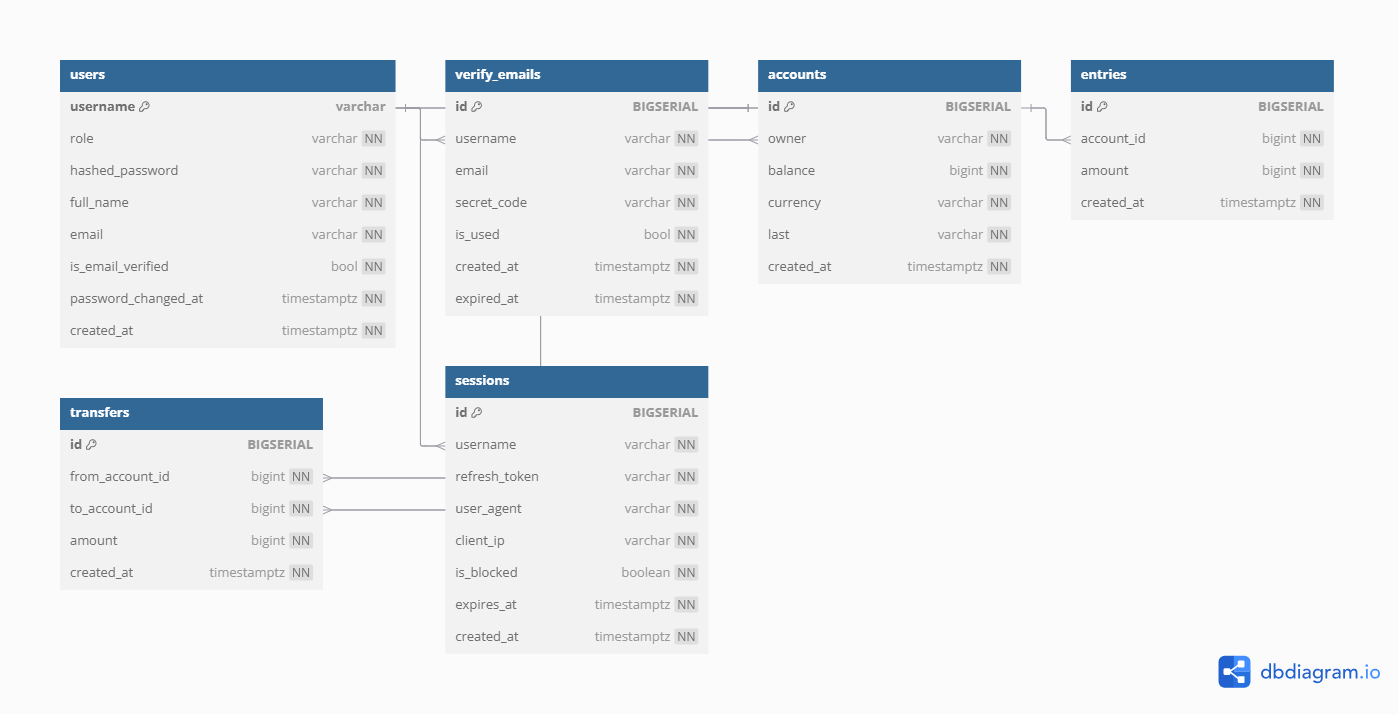 users
username varchar
role varchar NN
hashed_password varchar NN
full_name varchar NN
email varchar NN
is_email_verified bool NN
password_changed_at timestamptz NN
created_at timestamptz NN
verify_emails
id BIGSERIAL
username varchar NN
email varchar NN
secret_code varchar NN
is_used bool NN
created_at timestamptz NN
expired_at timestamptz NN
accounts
id BIGSERIAL
owner varchar NN
balance bigint NN
currency varchar NN
last varchar NN
created_at timestamptz NN
entries
id BIGSERIAL
account_id bigint NN
amount bigint NN
created_at timestamptz NN
transfers
id BIGSERIAL
from_account_id bigint NN
to_account_id bigint NN
amount bigint NN
created_at timestamptz NN
sessions
id BIGSERIAL
username varchar NN
refresh_token varchar NN
user_agent varchar NN
client_ip varchar NN
is_blocked boolean NN
expires_at timestamptz NN
created_at timestamptz NN
dbdiagram.io